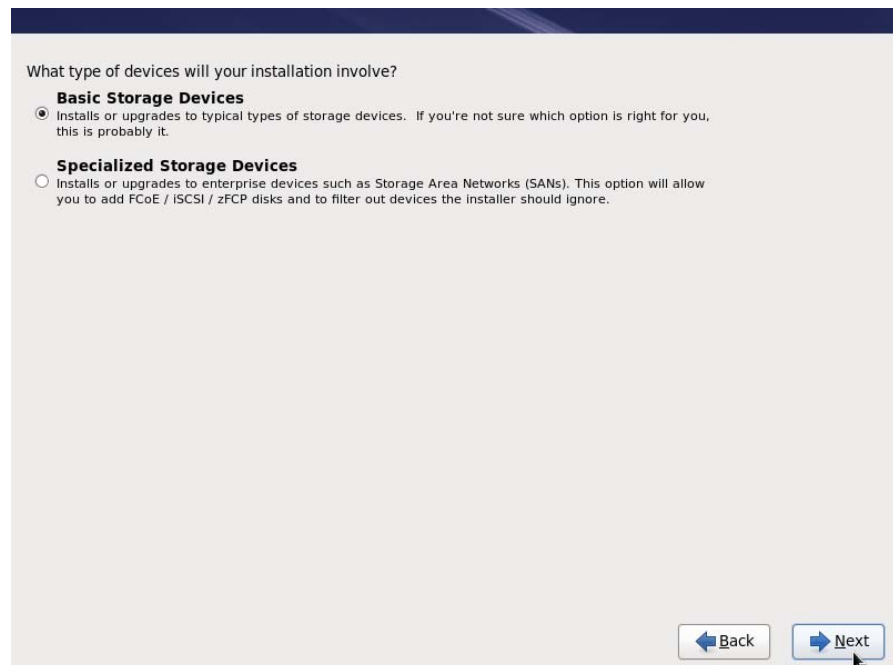 What type of devices will your installation involve?
Basic Storage Devices
Installs or upgrades to typical types of storage devices.  If you're not sure which option is right for you,
this is probably it.
Specialized Storage Devices
Installs or upgrades to enterprise devices such as Storage Area Networks (SANs). This option will allow
you to add FCoE / iSCSI / zFCP disks and to filter out devices the installer should ignore.
Back
Next